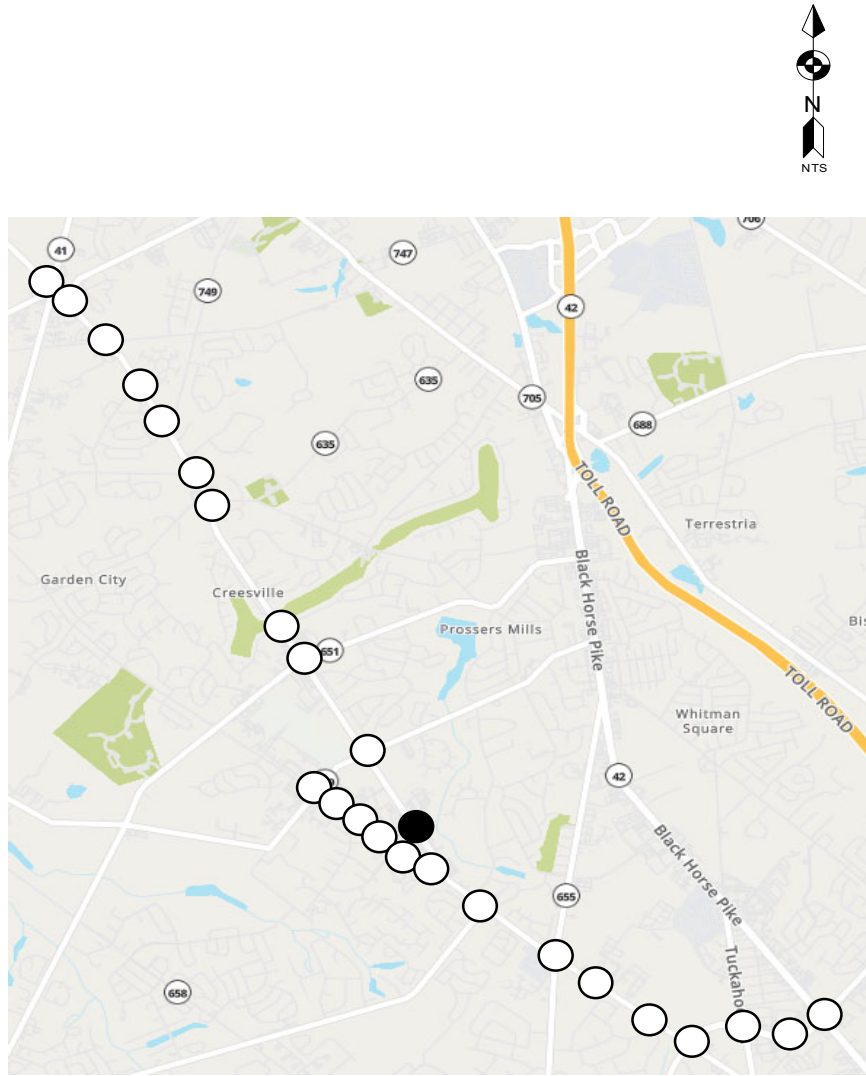 N
NTS
706
41
747
749
42
635
705
688
635
TOLL ROAD
Terrestria
Garden City
Black Horse Pike
Creesville
Prossers Mills
651
TOLL ROAD
Whitman
Square
42
Black Horse Pike
655
Tuckaho
658